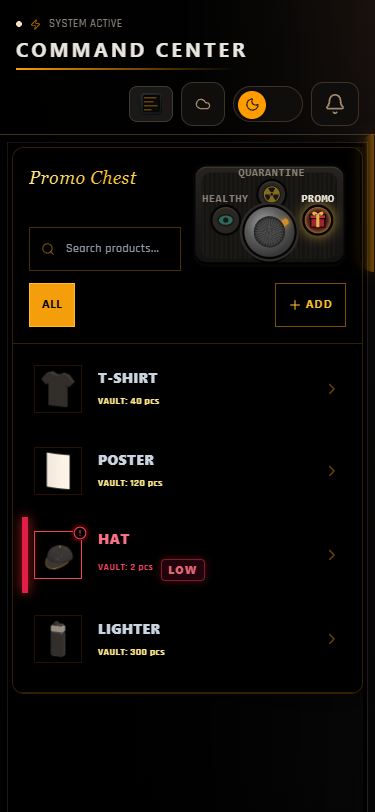 SYSTEM ACTIVE
COMMAND CENTER
Promo Chest
QUARANTINE
HEALTHY
PROMO
Search products...
ALL
+ ADD
T-SHIRT
VAULT: 40 pcs
POSTER
VAULT: 120 pcs
HAT
VAULT: 2 pcs
LOW
LIGHTER
VAULT: 300 pcs